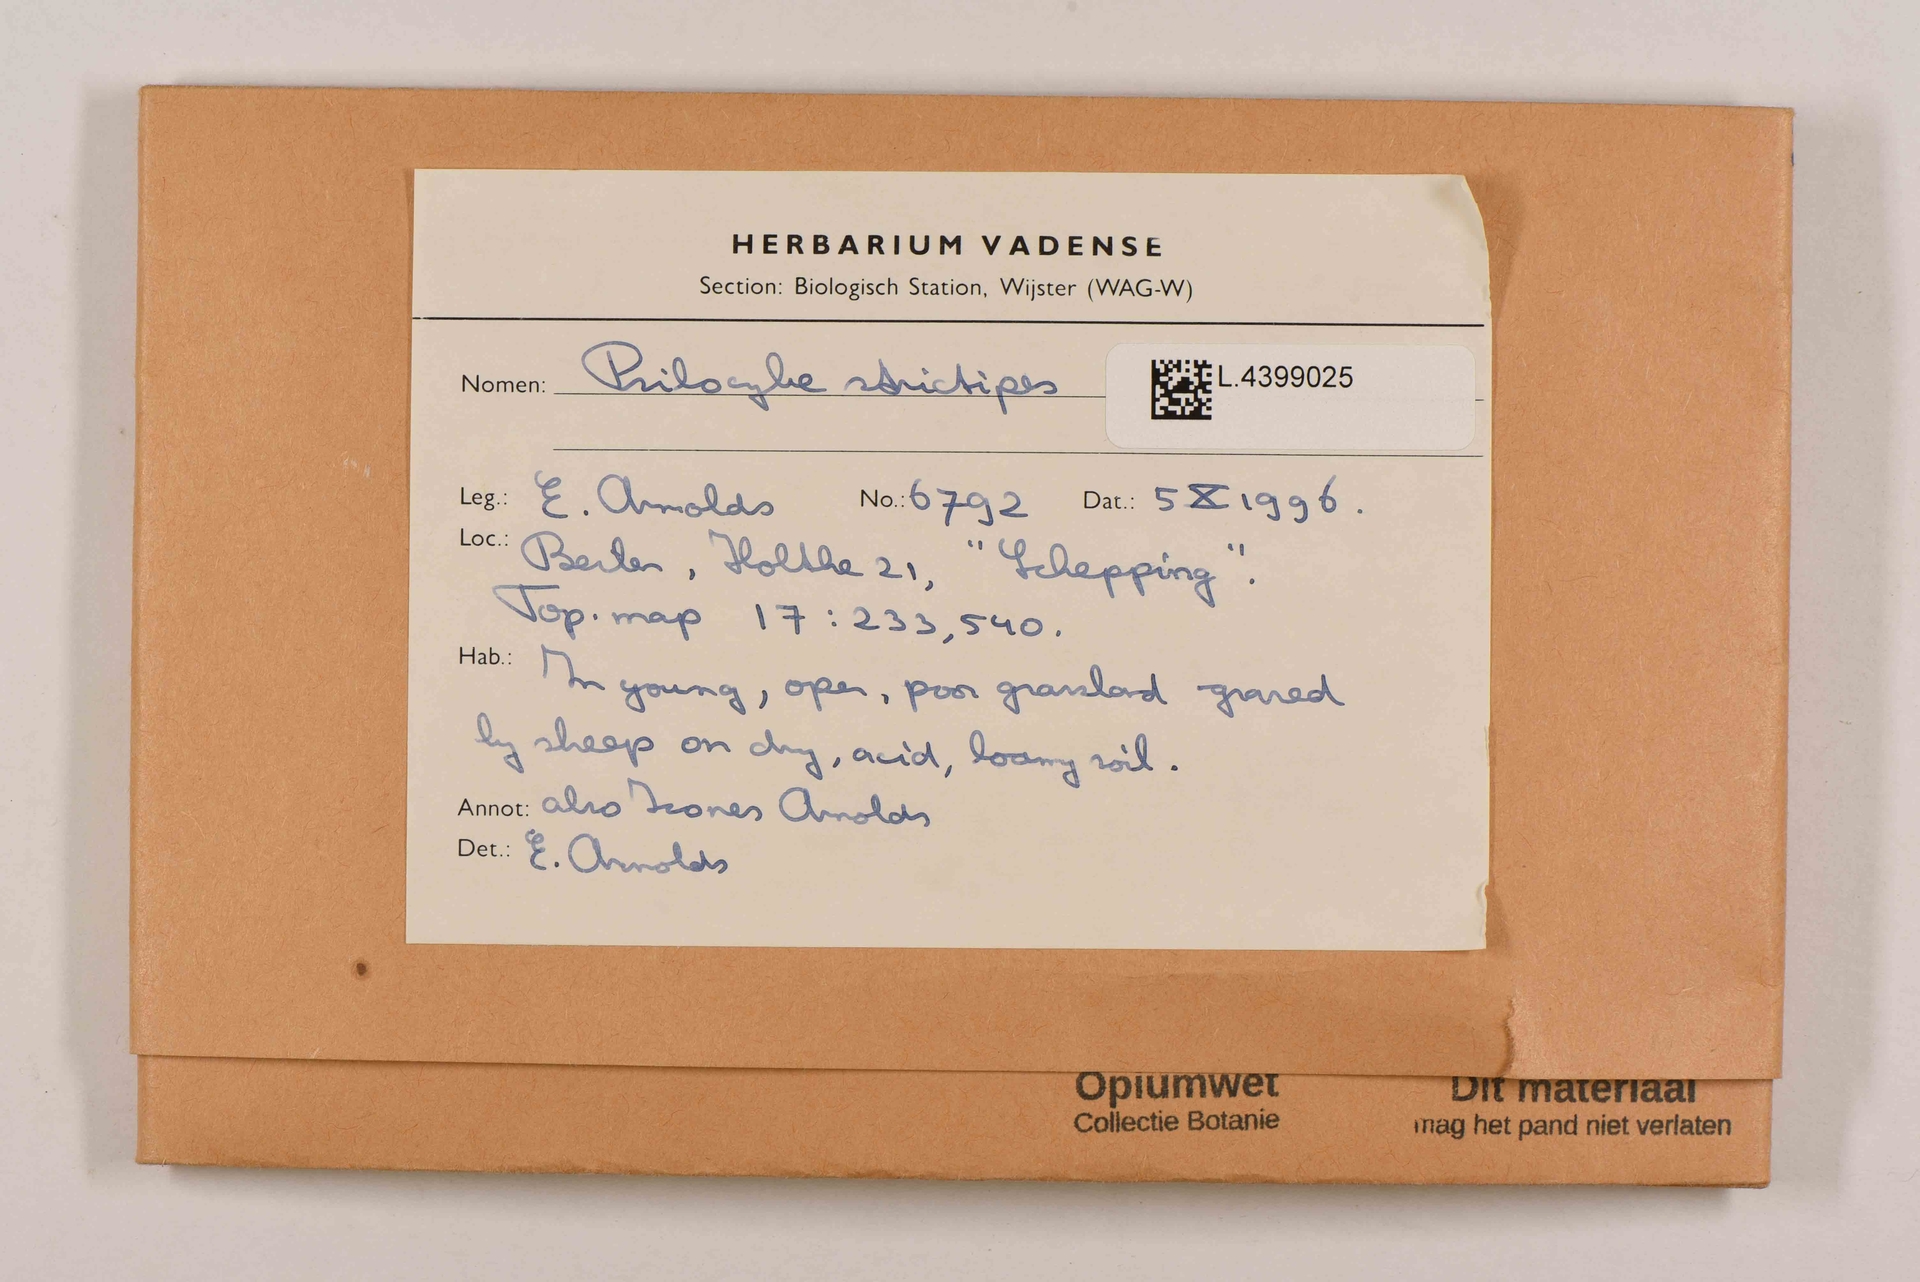 HERBARIUM VADENSE
Section: Biologisch Station, Wijster (WAG-W)
Nomen: Psilocybe strictipes
L.4399025
Leg.: E. Arnolds No.: 6792 Dat.: 5 X 1996.
Loc.: Beilen, Holthe 21, "Schepping".
Top. map 17 : 233,540.
Hab.: In young, open, poor grassland grazed
by sheep on dry, acid, loamy soil.
Annot: also Icones Arnolds
Det.: E. Arnolds
Opiumwet Dit materiaal
Collectie Botanie mag het pand niet verlaten